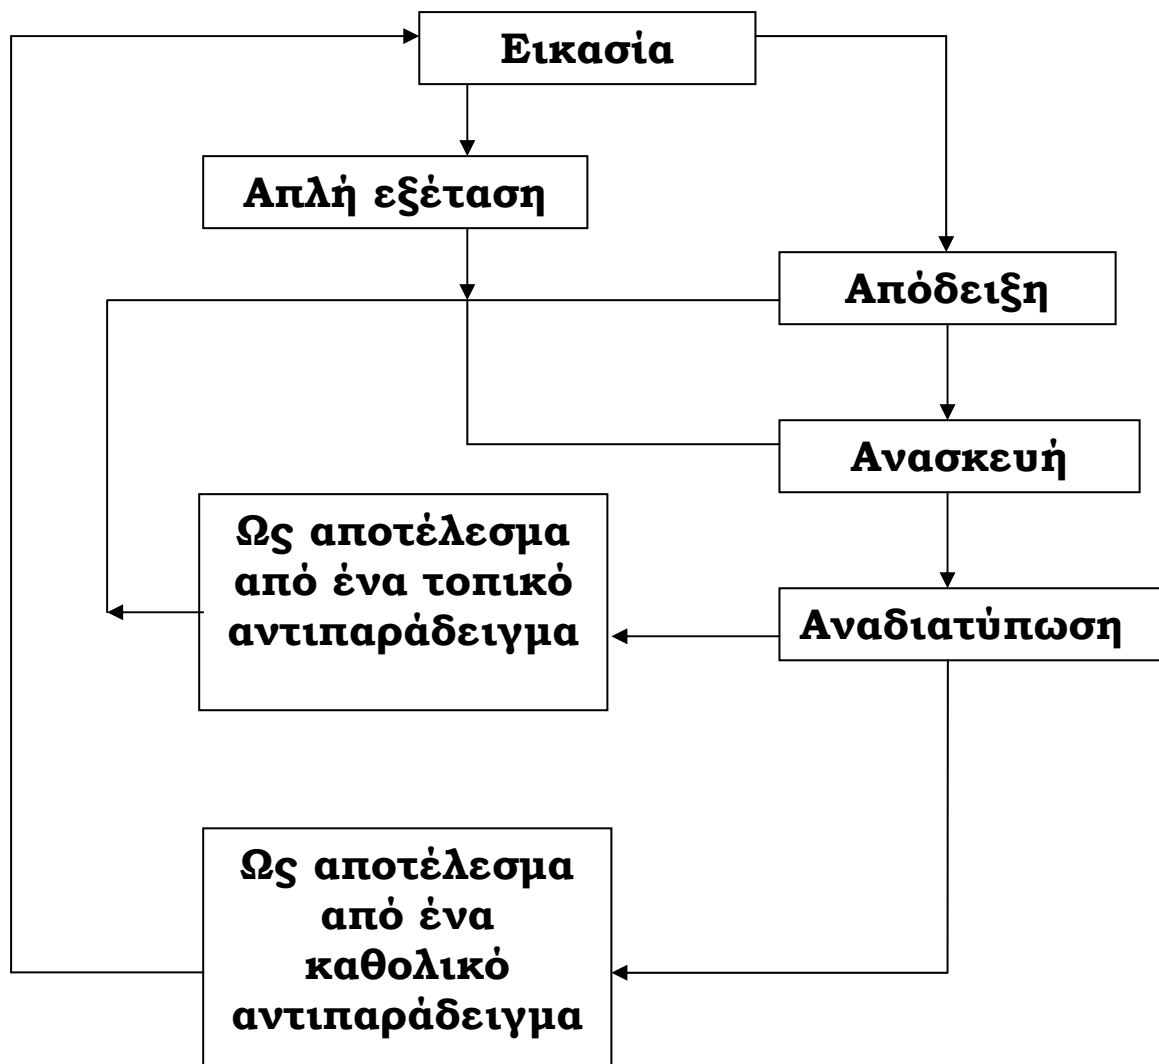 Εικασία
Απλή εξέταση
Απόδειξη
Ανασκευή
Ως αποτέλεσμα
από ένα τοπικό
αντιπαράδειγμα
Αναδιατύπωση
Ως αποτέλεσμα
από ένα
καθολικό
αντιπαράδειγμα